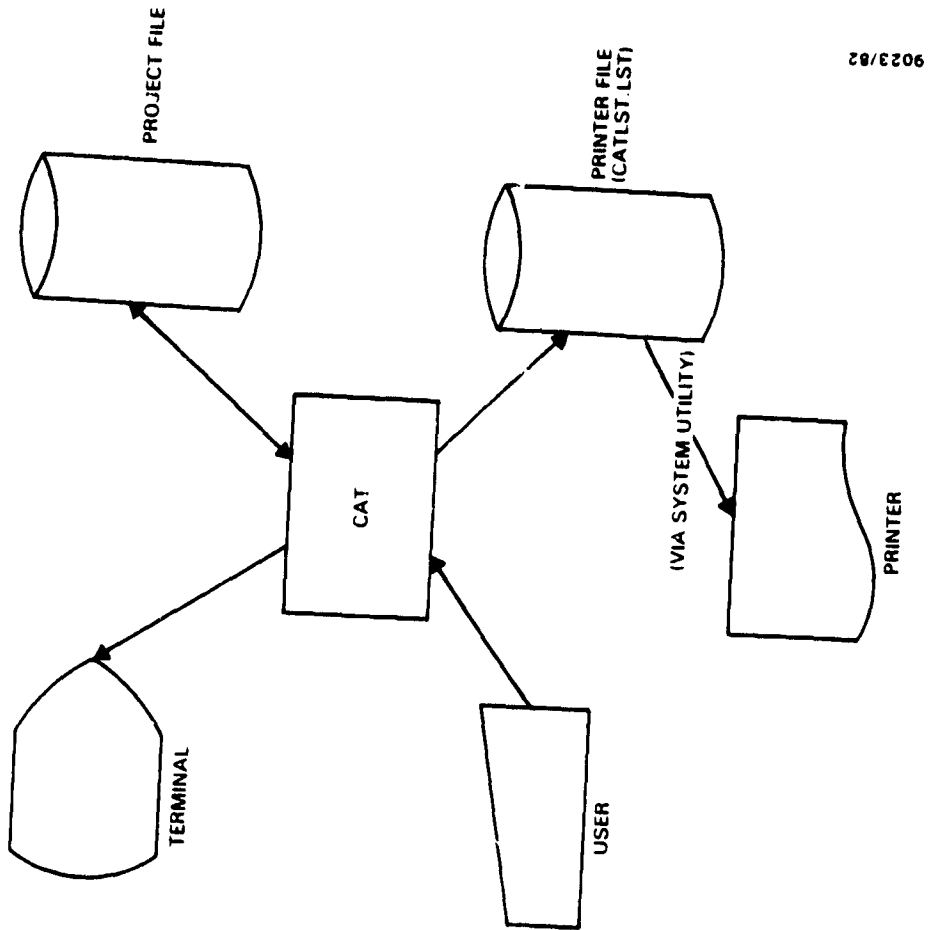 PROJECT FILE
TERMINAL
CAT
PRINTER FILE
(CATLST.LST)
USER
(VIA SYSTEM UTILITY)
PRINTER
9023/82